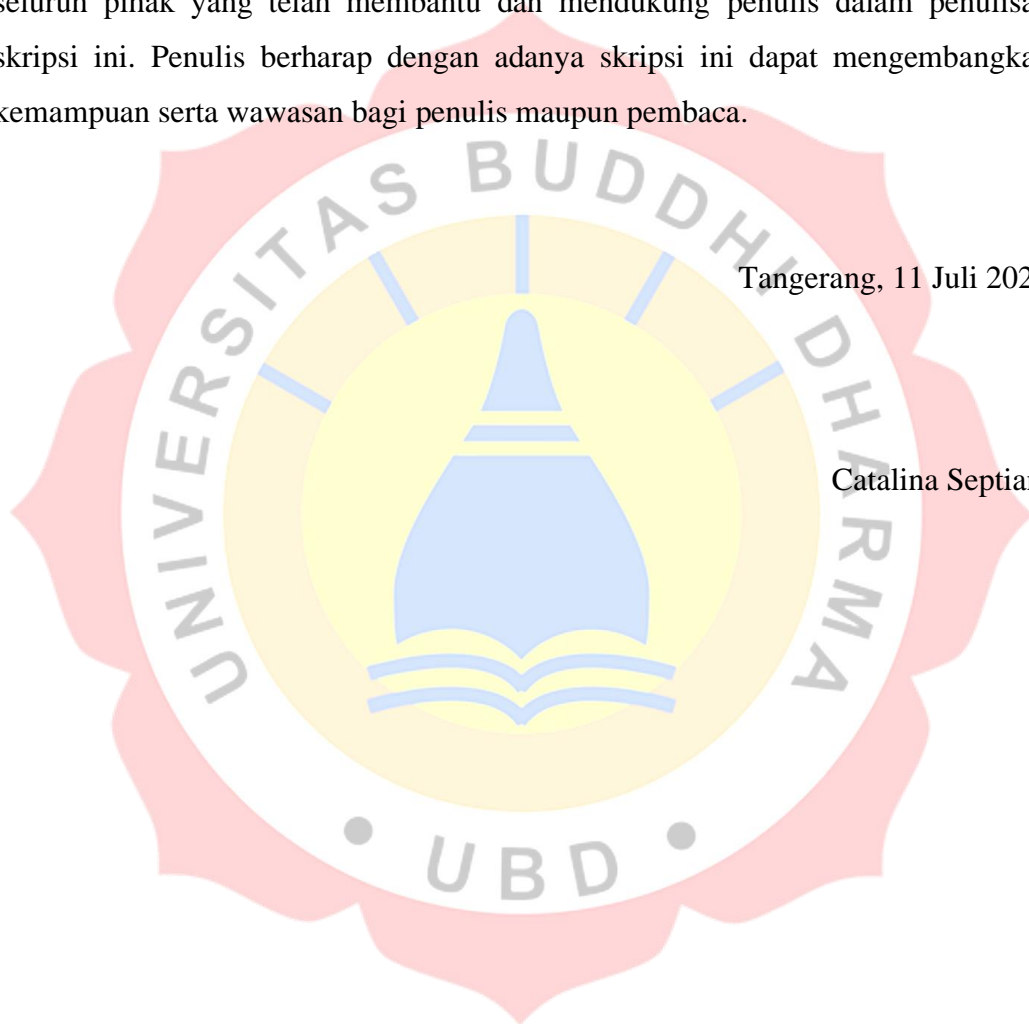 seluruh pihak yang telah membantu dan mendukung penulis dalam penulisa
skripsi ini. Penulis berharap dengan adanya skripsi ini dapat mengembangka
kemampuan serta wawasan bagi penulis maupun pembaca.
UNIVERSITAS BUDDHI DHARMA
Tangerang, 11 Juli 202
Catalina Septia
• UBD •